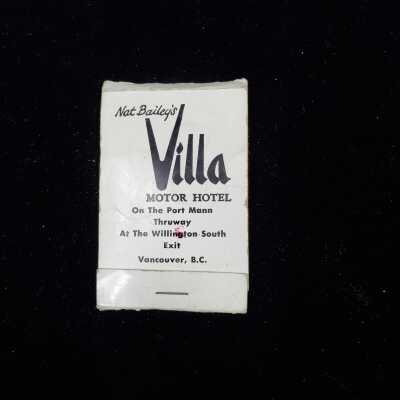 Nat Bailey's
Villa
MOTOR HOTEL
On The Port Mann
Thruway
At The Willington South
Exit
Vancouver, B.C.